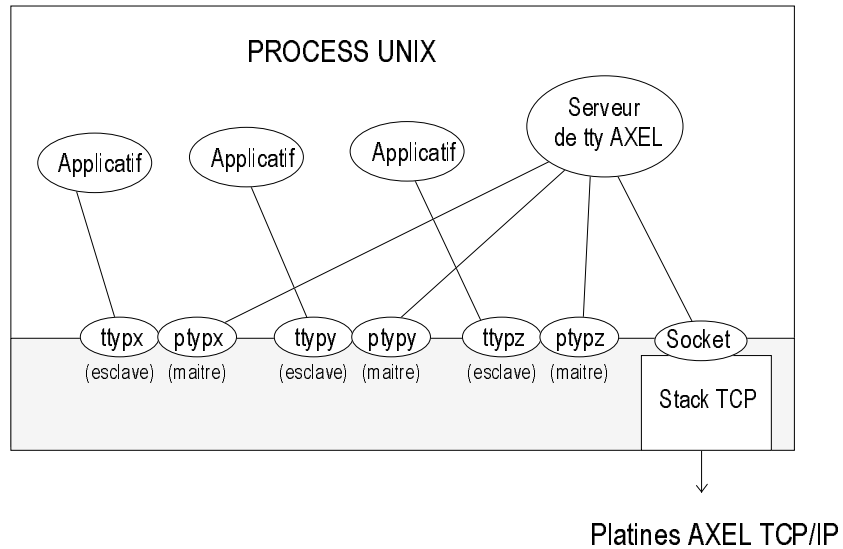 PROCESS UNIX
Serveur
de tty AXEL
Applicatif
Applicatif
Applicatif
ttypx
ptypx
ttypy
ptypy
ttypz
ptypz
Socket
(esclave)
(maitre)
(esclave)
(maitre)
(esclave)
(maitre)
Stack TCP
Platines AXEL TCP/IP